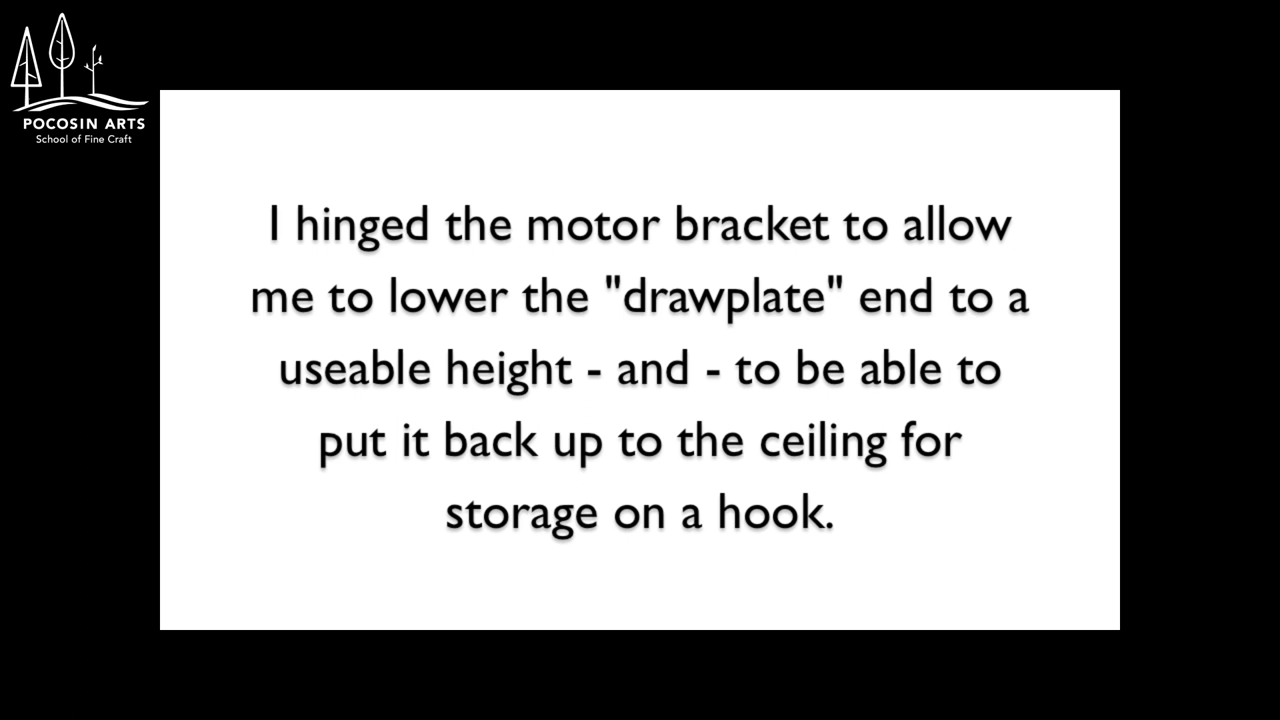 POCOSIN ARTS
School of Fine Craft
I hinged the motor bracket to allow
me to lower the "drawplate" end to a
useable height - and - to be able to
put it back up to the ceiling for
storage on a hook.